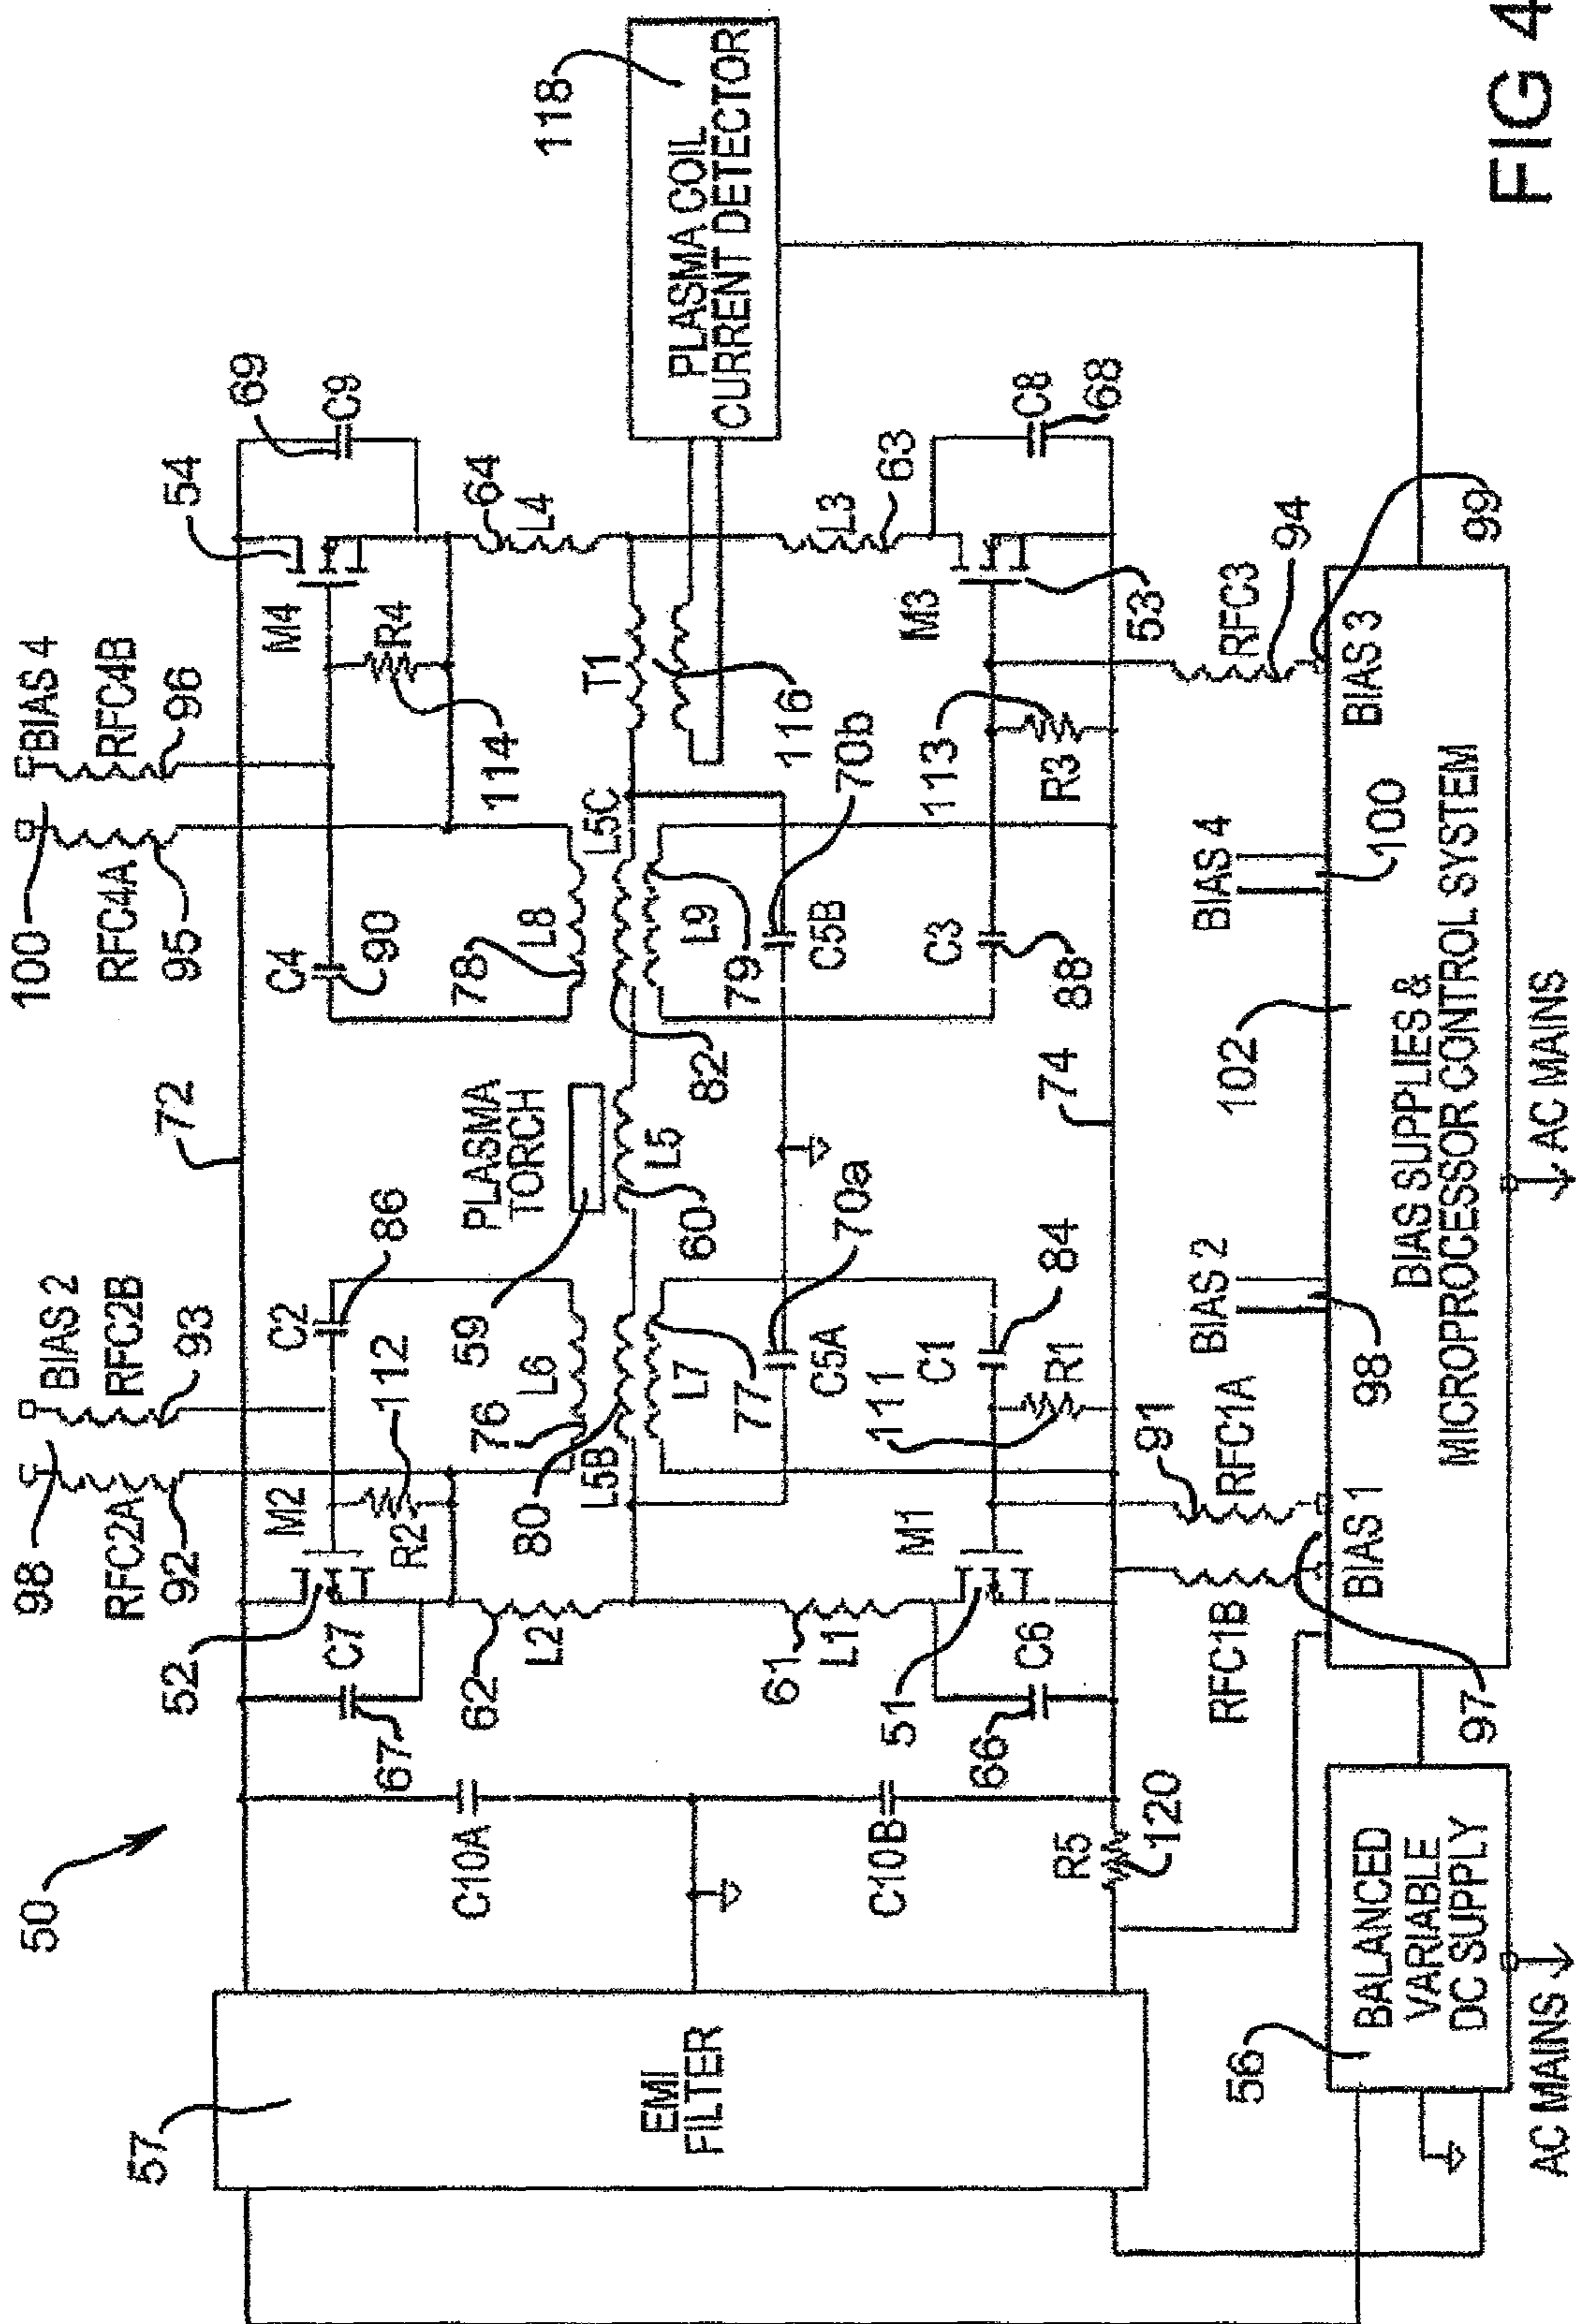 50
98
BIAS 2
100
BIAS 4
RFC2A
RFC2B
RFC4A
RFC4B
92
93
95
96
72
54
69
52
M2
C2
86
C4
90
M4
C9
C7
67
R2
112
R4
114
57
EMI
FILTER
C10A
62
L2
76
L6
59
PLASMA
TORCH
78
L8
64
L4
80
L5B
60
L5
82
L5C
T1
116
118
PLASMA COIL
CURRENT DETECTOR
77
L7
79
L9
C5A
70a
C5B
70b
61
L1
L3
63
C10B
51
M1
111
C1
84
C3
88
113
M3
C8
68
66
C6
R1
R3
53
74
R5
120
91
RFC1B
RFC1A
BIAS 2
98
102
BIAS 4
100
RFC3
94
99
97
56
BALANCED
VARIABLE
DC SUPPLY
BIAS 1
BIAS SUPPLIES &
MICROPROCESSOR CONTROL SYSTEM
BIAS 3
AC MAINS
AC MAINS
FIG 4